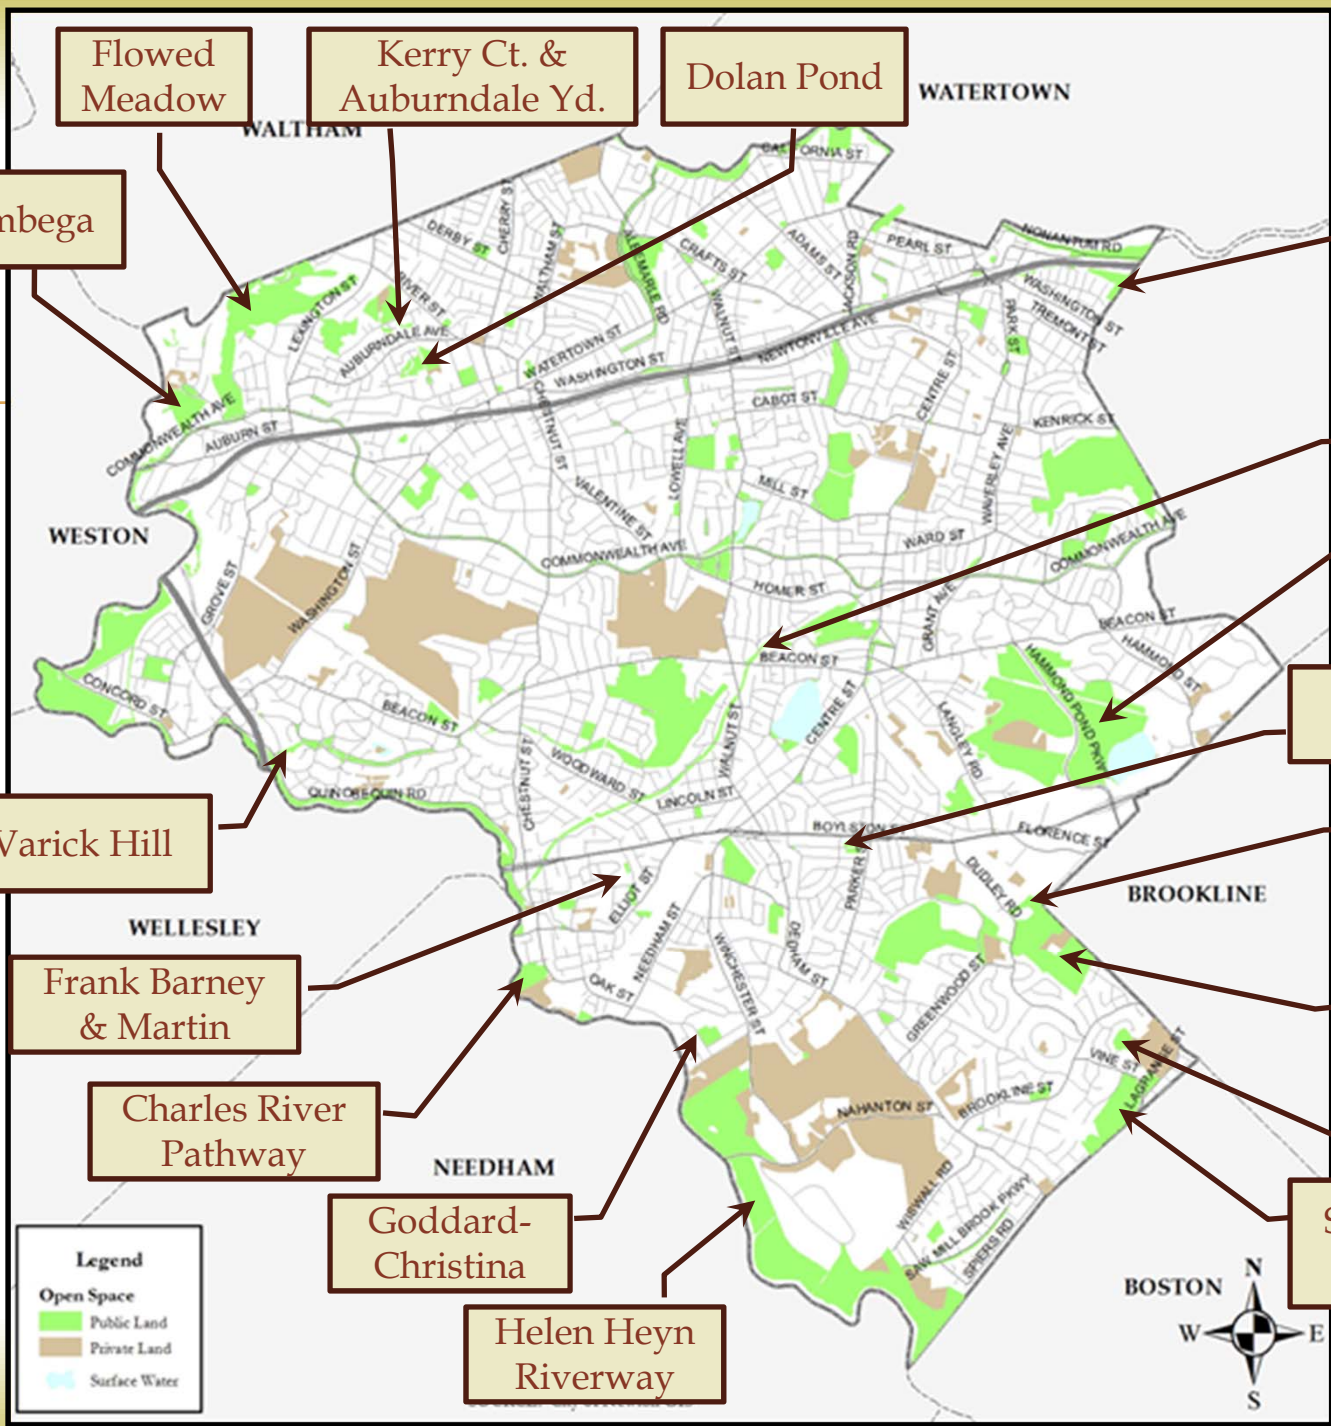 Flowed
Meadow
Kerry Ct. &
Auburndale Yd.
Dolan Pond
WATERTOWN
WALTHAM
mbega
CALIFORNIA ST
CHERRY ST
DERBY ST
WALTHAM ST
ALBEMARLE RD
CRAFTS ST
ADAMS ST
JACKSON RD
PEARL ST
NONANTUM RD
LEXINGTON ST
RIVER ST
AUBURNDALE AVE
WATERTOWN ST
WASHINGTON ST
WALNUT ST
NEWTONVILLE AVE
PARK ST
WASHINGTON ST
TREMONT ST
COMMONWEALTH AVE
AUBURN ST
CHESTNUT ST
CABOT ST
CENTRE ST
KENRICK ST
LOWELL AVE
WAVERLEY AVE
MILL ST
VALENTINE ST
WESTON
COMMONWEALTH AVE
WARD ST
COMMONWEALTH AVE
GROVE ST
WASHINGTON ST
HOMER ST
GRANT AVE
BEACON ST
HAMMOND ST
BEACON ST
CONCORD ST
BEACON ST
HAMMOND POND PKWY
LANGLEY RD
CENTRE ST
WALNUT ST
CHESTNUT ST
WOODWARD ST
LINCOLN ST
QUINOBEQUIN RD
Varick Hill
BOYLSTON ST
FLORENCE ST
PARKER S
DUDLEY RD
BROOKLINE
ELLIOT ST
WELLESLEY
NEEDHAM ST
WINCHESTER ST
DEDHAM ST
Frank Barney
& Martin
OAK ST
GREENWOOD ST
VINE ST
LAGRANGE ST
Charles River
Pathway
NAHANTON ST
BROOKLINE ST
NEEDHAM
Goddard-
Christina
WISWALL RD
SAW MILL BROOK PKWY
SPIERS RD
S
Legend
Open Space
Public Land
Private Land
Surface Water
BOSTON
N
W
E
S
Helen Heyn
Riverway